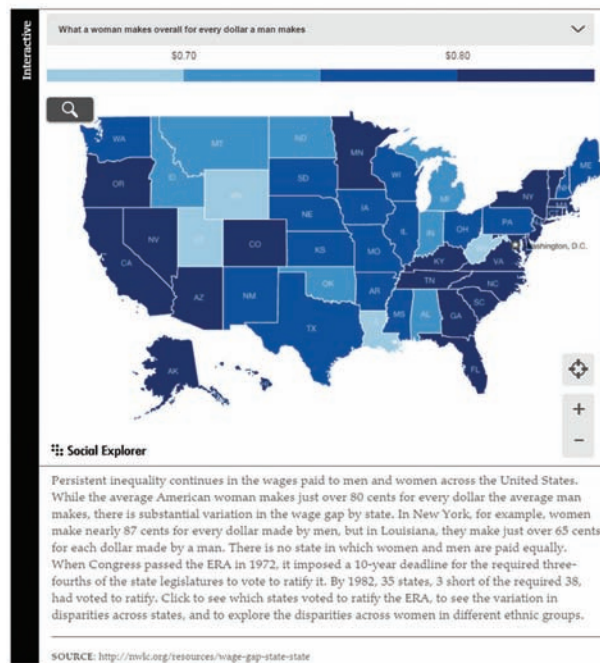 Interactive
What a woman makes overall for every dollar a man makes
$0.70 $0.80
WA
MT
ND
MN
OR
ID
SD
WI
MI
NY
NH
ME
NV
NE
IA
IL
IN
OH
PA
CA
CO
KS
MO
KY
VA
Washington, D.C.
AZ
NM
OK
AR
TN
NC
SC
TX
MS
AL
GA
FL
AK
Social Explorer
Persistent inequality continues in the wages paid to men and women across the United States.
While the average American woman makes just over 80 cents for every dollar the average man
makes, there is substantial variation in the wage gap by state. In New York, for example, women
make nearly 87 cents for every dollar made by men, but in Louisiana, they make just over 65 cents
for each dollar made by a man. There is no state in which women and men are paid equally.
When Congress passed the ERA in 1972, it imposed a 10-year deadline for the required three-
fourths of the state legislatures to vote to ratify it. By 1982, 35 states, 3 short of the required 38,
had voted to ratify. Click to see which states voted to ratify the ERA, to see the variation in
disparities across states, and to explore the disparities across women in different ethnic groups.
SOURCE: http://nwlc.org/resources/wage-gap-state-state